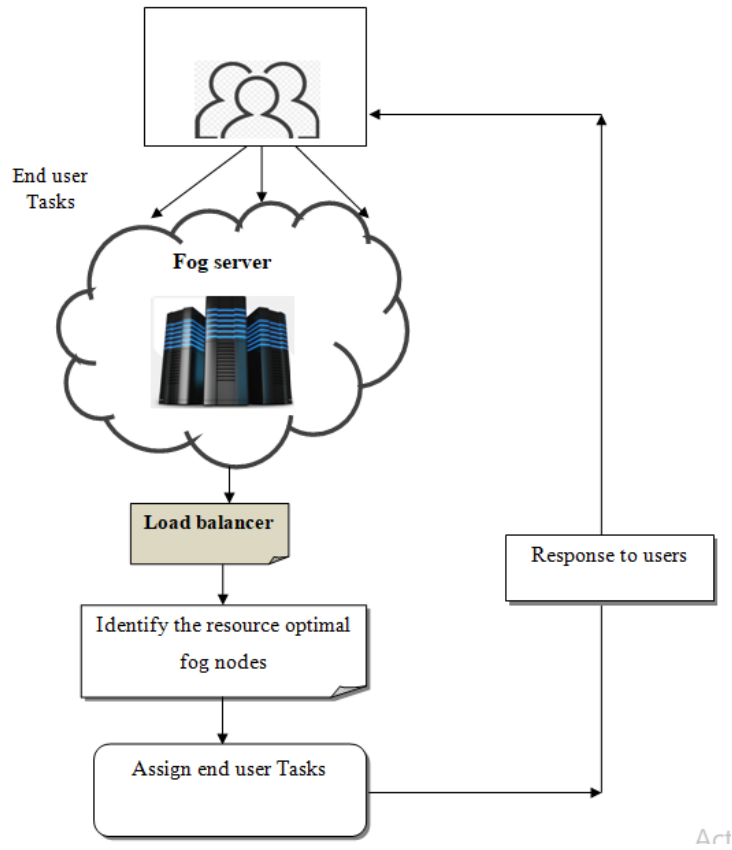 End user
Tasks
Fog server
Load balancer
Response to users
Identify the resource optimal
fog nodes
Assign end user Tasks
Act